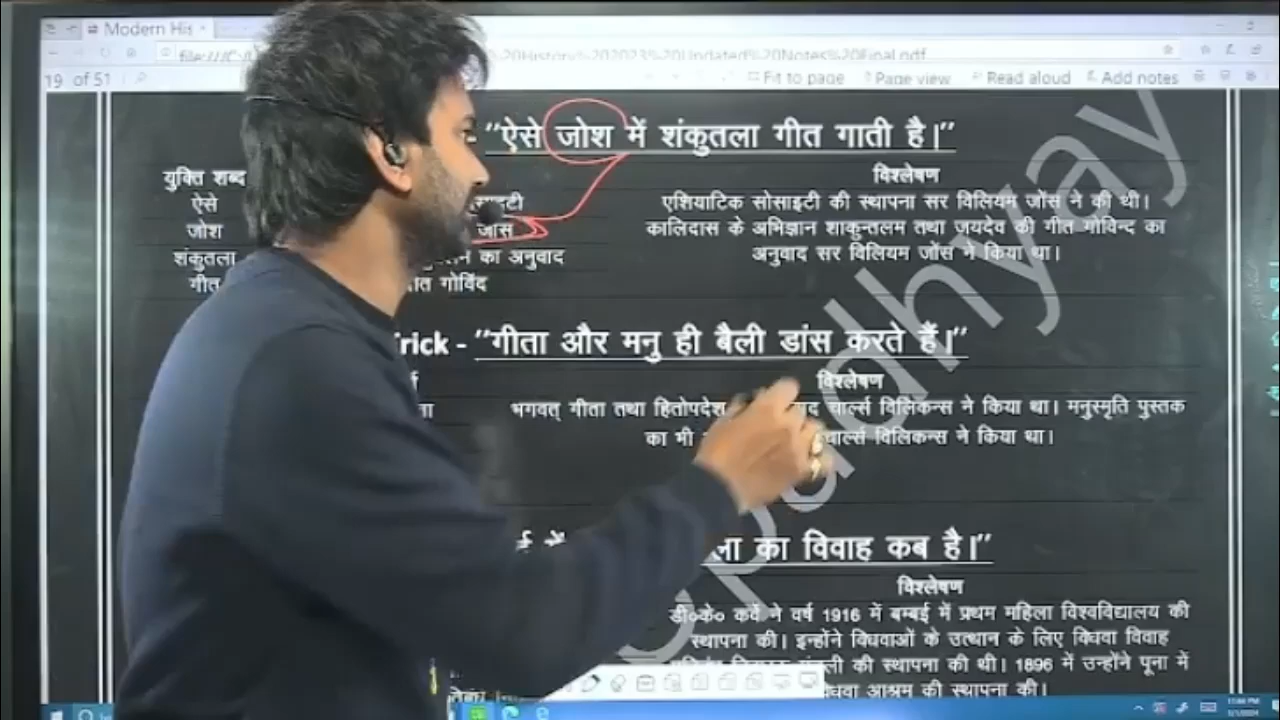 Modern His
19 of 51
Fit to page Page view Read aloud Add notes
"ऐसे जोश में शंकुतला गीत गाती है।"
युक्ति शब्द विश्लेषण
ऐसे एशियाटिक सोसाइटी की स्थापना सर विलियम जोंस ने की थी।
जोश जोंस कालिदास के अभिज्ञान शाकुन्तलम तथा जयदेव की गीत गोविन्द का
शंकुतला का अनुवाद अनुवाद सर विलियम जोंस ने किया था।
गीत गोविंद
Trick - "गीता और मनु ही बैली डांस करते हैं।"
विश्लेषण
भगवत् गीता तथा हितोपदेश चार्ल्स विलिकन्स ने किया था। मनुस्मृति पुस्तक
का भी चार्ल्स विलिकन्स ने किया था।
का विवाह कब है।"
विश्लेषण
डी०के० कर्वे ने वर्ष 1916 में बम्बई में प्रथम महिला विश्वविद्यालय की
स्थापना की। इन्होंने विधवाओं के उत्थान के लिए विधवा विवाह
की स्थापना की थी। 1896 में उन्होंने पूना में
आश्रम की स्थापना की।